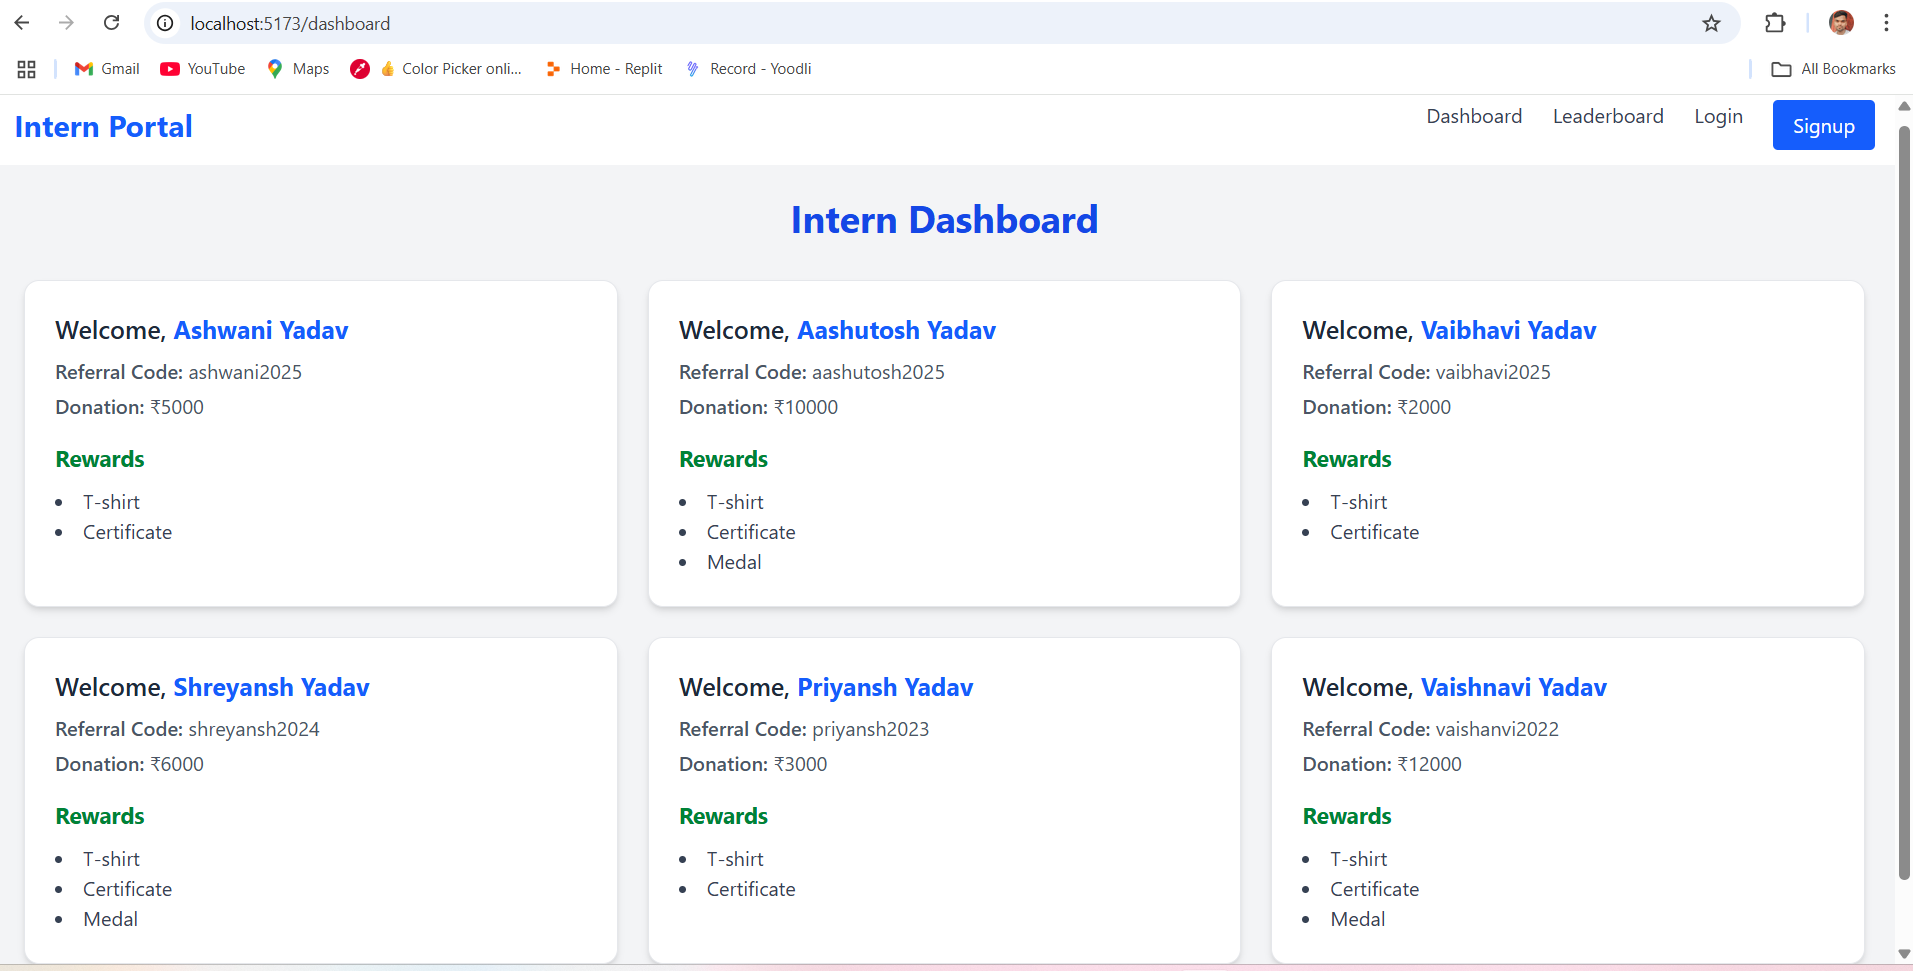 localhost:5173/dashboard
Gmail YouTube Maps 👍 Color Picker onli... Home - Replit Record - Yoodli All Bookmarks
Intern Portal Dashboard Leaderboard Login Signup
Intern Dashboard
Welcome, Ashwani Yadav
Referral Code: ashwani2025
Donation: ₹5000
Rewards
• T-shirt
• Certificate
Welcome, Aashutosh Yadav
Referral Code: aashutosh2025
Donation: ₹10000
Rewards
• T-shirt
• Certificate
• Medal
Welcome, Vaibhavi Yadav
Referral Code: vaibhavi2025
Donation: ₹2000
Rewards
• T-shirt
• Certificate
Welcome, Shreyansh Yadav
Referral Code: shreyansh2024
Donation: ₹6000
Rewards
• T-shirt
• Certificate
• Medal
Welcome, Priyansh Yadav
Referral Code: priyansh2023
Donation: ₹3000
Rewards
• T-shirt
• Certificate
Welcome, Vaishnavi Yadav
Referral Code: vaishanvi2022
Donation: ₹12000
Rewards
• T-shirt
• Certificate
• Medal